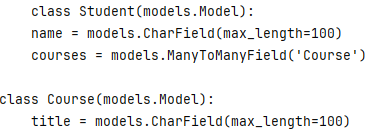 class Student(models.Model):
name = models.CharField(max_length=100)
courses = models.ManyToManyField('Course')
class Course(models.Model):
title = models.CharField(max_length=100)